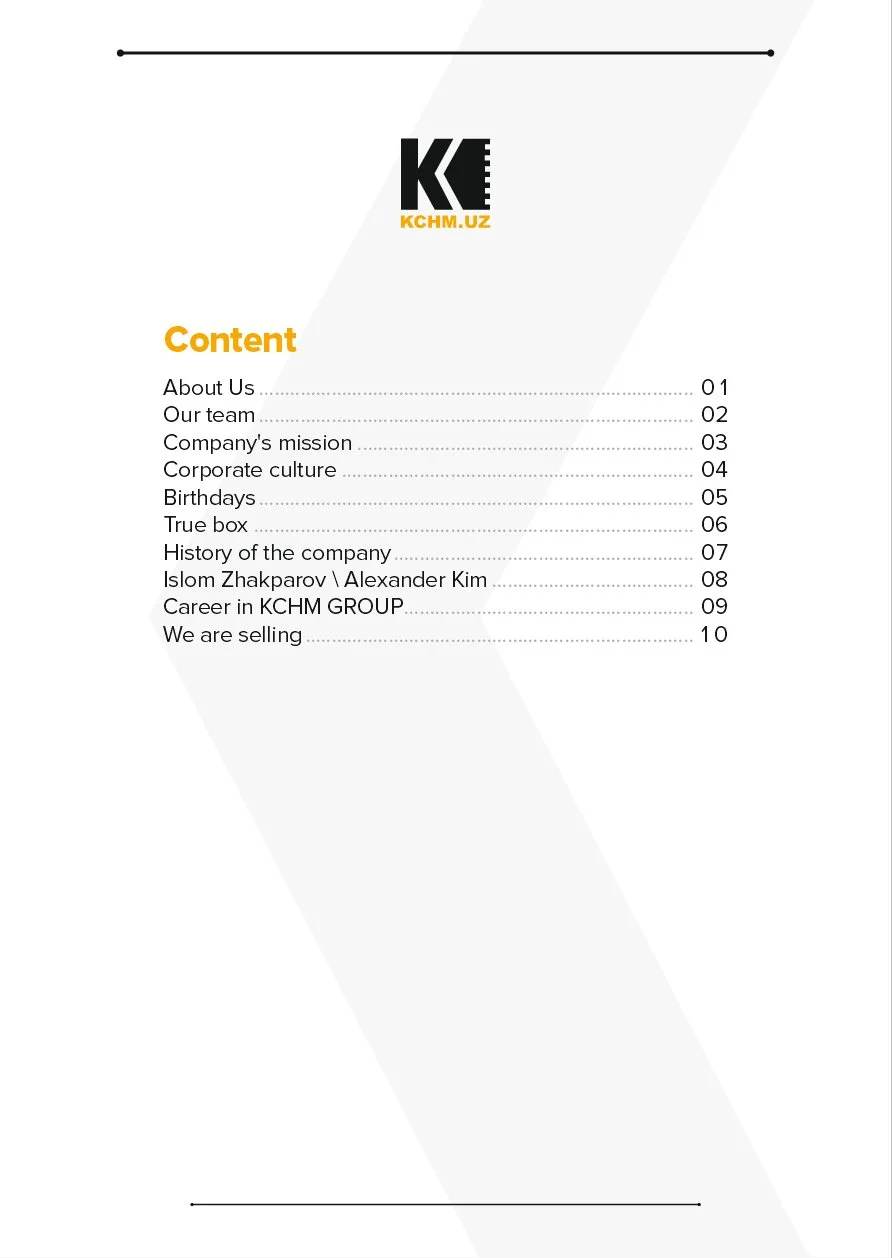 KCHM.UZ
Content
About Us ........ 01
Our team ........ 02
Company's mission ........ 03
Corporate culture ........ 04
Birthdays ........ 05
True box ........ 06
History of the company ........ 07
Islom Zhakparov \ Alexander Kim ........ 08
Career in KCHM GROUP ........ 09
We are selling ........ 10